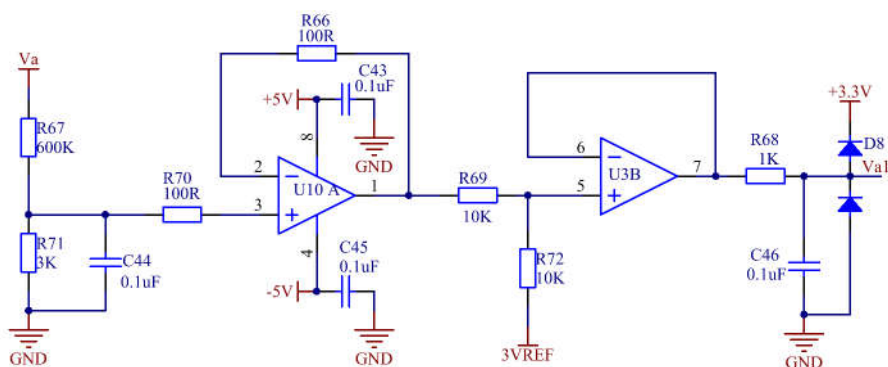 R66
100R
Va
C43
0.1uF
+5V
8
GND
+3.3V
R67
600K
R70
100R
2
U10 A
1
3
R69
10K
6
U3B
7
5
R68
1K
D8
Va1
R71
3K
C44
0.1uF
4
C45
0.1uF
-5V
R72
10K
C46
0.1uF
GND
GND
3VREF
GND